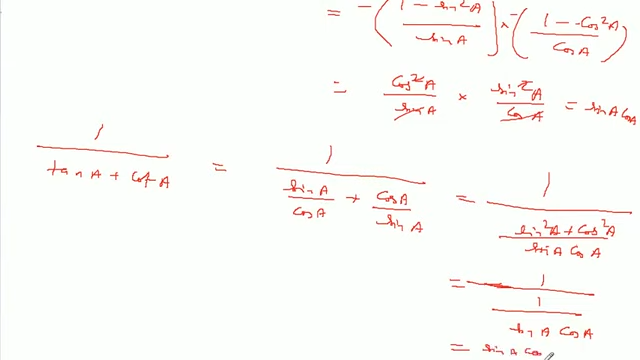 = - ( (1 - sin²A) / sin A ) × - ( (1 - cos²A) / cos A )
= cos²A / sin A × sin²A / cos A = sin A cos A
1 / (tan A + cot A) = 1 / (sin A / cos A + cos A / sin A) = 1 / ((sin²A + cos²A) / (sin A cos A))
= 1 / (1 / (sin A cos A))
= sin A cos